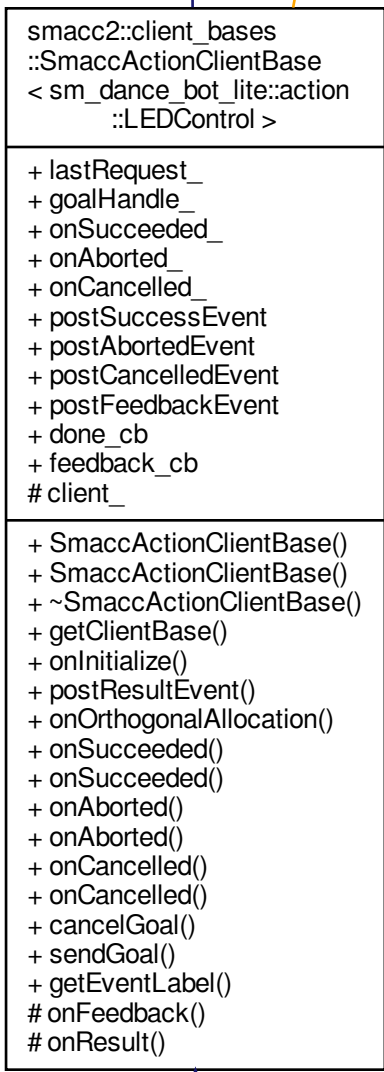 smacc2::client_bases
::SmaccActionClientBase
< sm_dance_bot_lite::action
::LEDControl >
+ lastRequest_
+ goalHandle_
+ onSucceeded_
+ onAborted_
+ onCancelled_
+ postSuccessEvent
+ postAbortedEvent
+ postCancelledEvent
+ postFeedbackEvent
+ done_cb
+ feedback_cb
# client_
+ SmaccActionClientBase()
+ SmaccActionClientBase()
+ ~SmaccActionClientBase()
+ getClientBase()
+ onInitialize()
+ postResultEvent()
+ onOrthogonalAllocation()
+ onSucceeded()
+ onSucceeded()
+ onAborted()
+ onAborted()
+ onCancelled()
+ onCancelled()
+ cancelGoal()
+ sendGoal()
+ getEventLabel()
# onFeedback()
# onResult()